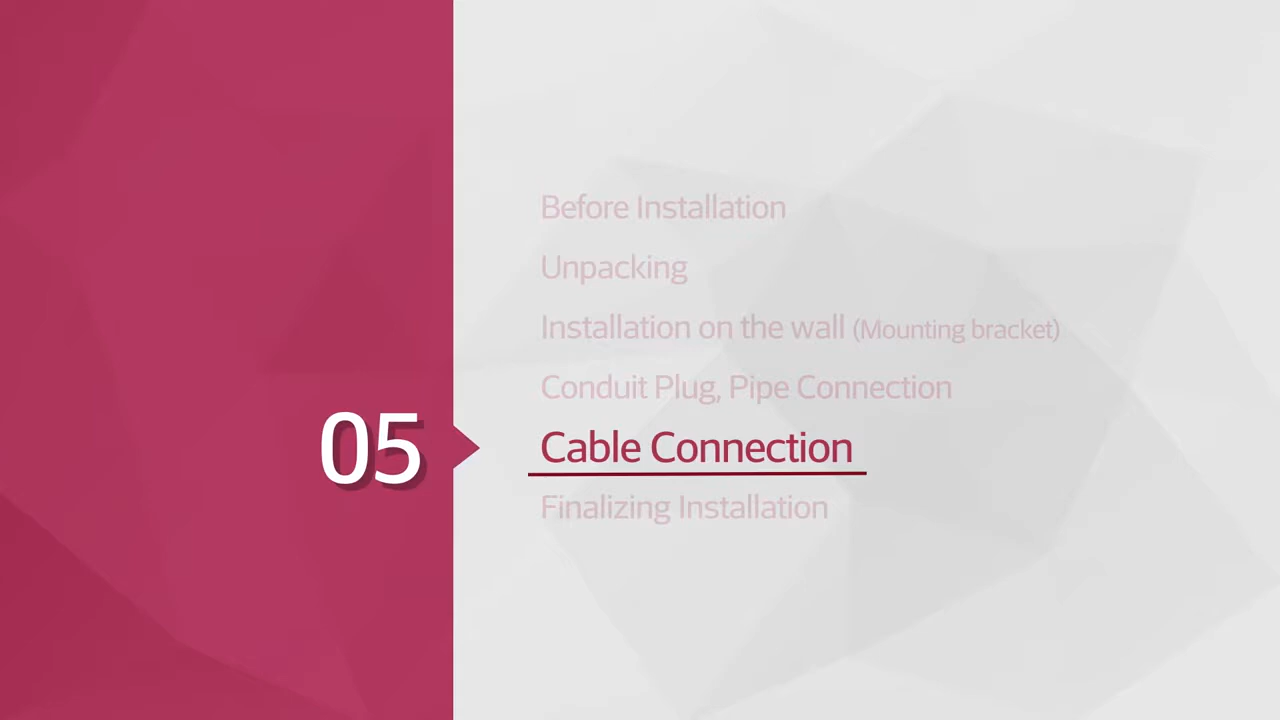 Before Installation
Unpacking
Installation on the wall (Mounting bracket)
Conduit Plug, Pipe Connection
05 Cable Connection
Finalizing Installation